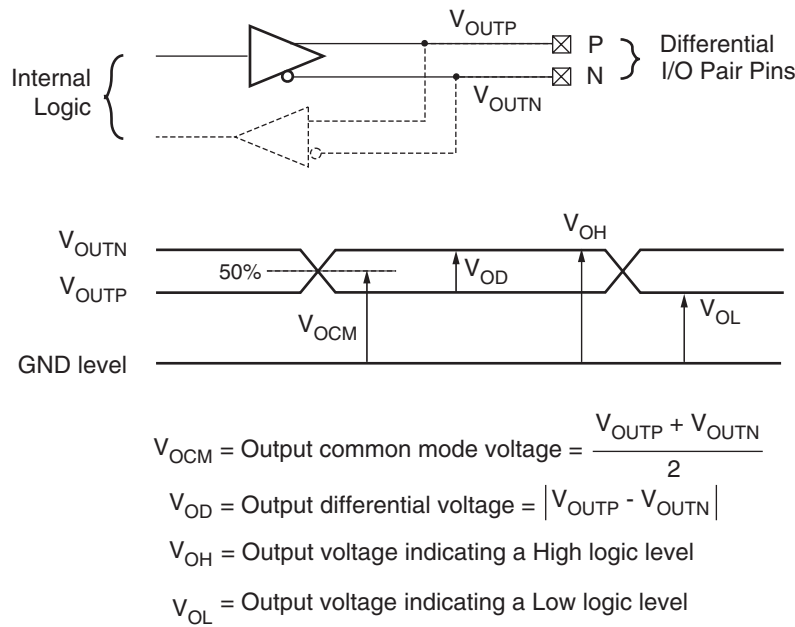 V_OUTP
P
Differential
I/O Pair Pins
N
V_OUTN
Internal
Logic
V_OUTN
V_OH
50%
V_OD
V_OUTP
V_OL
V_OCM
GND level
V_OCM = Output common mode voltage = (V_OUTP + V_OUTN) / 2
V_OD = Output differential voltage = |V_OUTP - V_OUTN|
V_OH = Output voltage indicating a High logic level
V_OL = Output voltage indicating a Low logic level